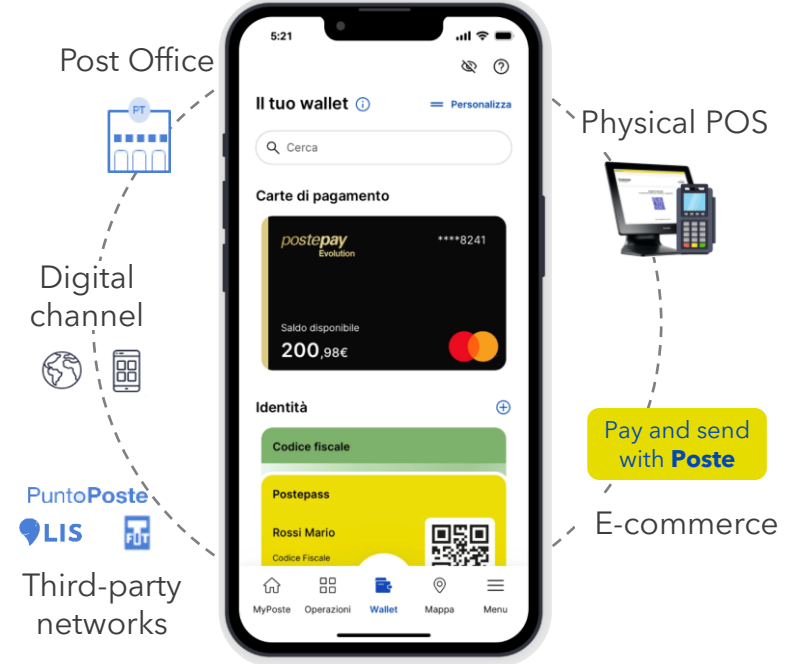 Post Office
PT
Digital
channel
PuntoPoste
LIS
FIT
Third-party
networks
5:21
Il tuo wallet
Personalizza
Cerca
Carte di pagamento
postepay
Evolution
****8241
Saldo disponibile
200,98€
Identità
Codice fiscale
Postepass
Rossi Mario
Codice Fiscale
MyPoste
Operazioni
Wallet
Mappa
Menu
Physical POS
Pay and send
with Poste
E-commerce